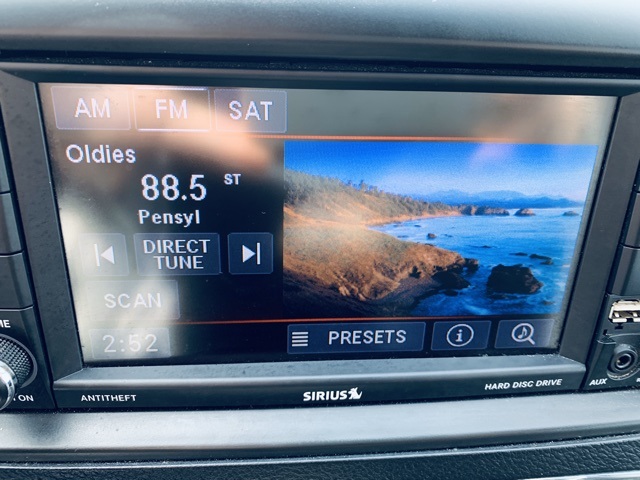 AM FM SAT
Oldies
88.5 ST
Pensyl
DIRECT
TUNE
SCAN
2:52
PRESETS
ON
ANTITHEFT
SIRIUS
HARD DISC DRIVE
AUX